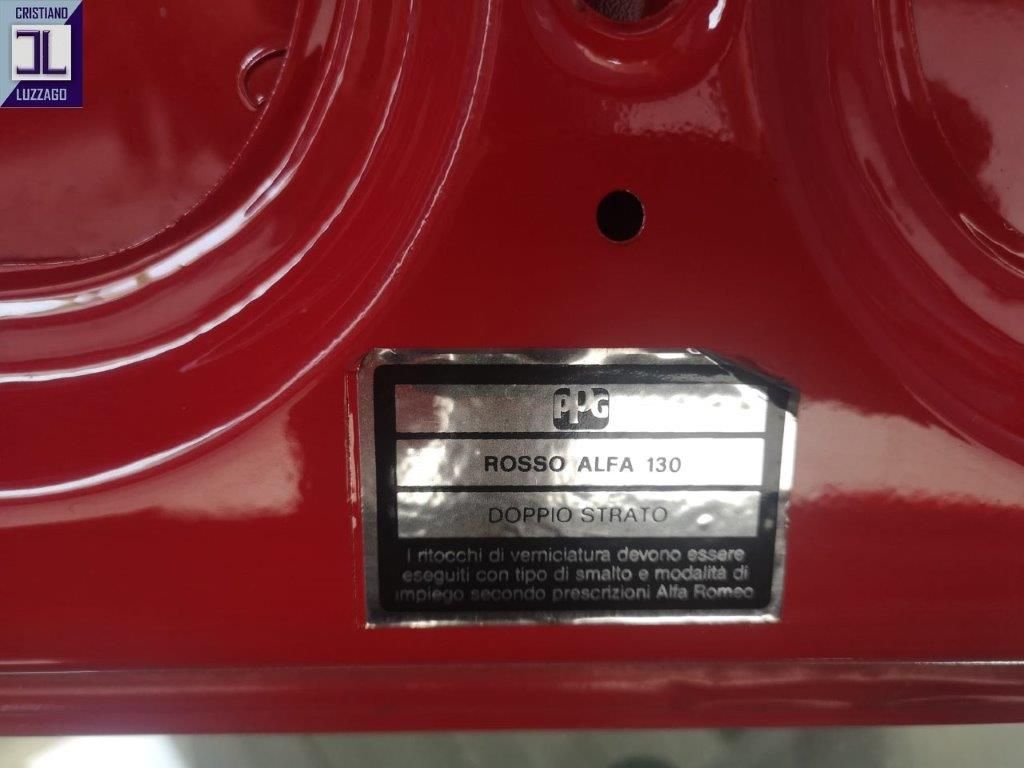 CRISTIANO
LUZZAGO
PPG
ROSSO ALFA 130
DOPPIO STRATO
I ritocchi di verniciatura devono essere
eseguiti con tipo di smalto e modalità di
impiego secondo prescrizioni Alfa Romeo